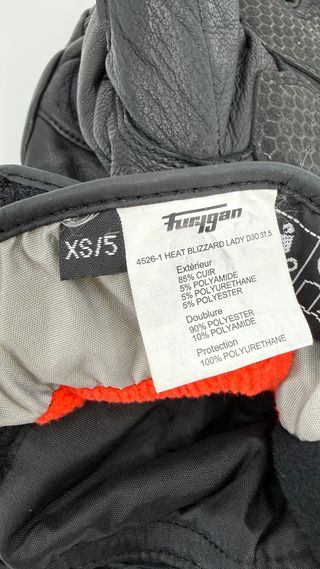 Furygan
XS/5
4526-1 HEAT BLIZZARD LADY D3O 37,5
Extérieur
85% CUIR
5% POLYAMIDE
5% POLYURETHANE
5% POLYESTER
Doublure
90% POLYESTER
10% POLYAMIDE
Protection
100% POLYURETHANE